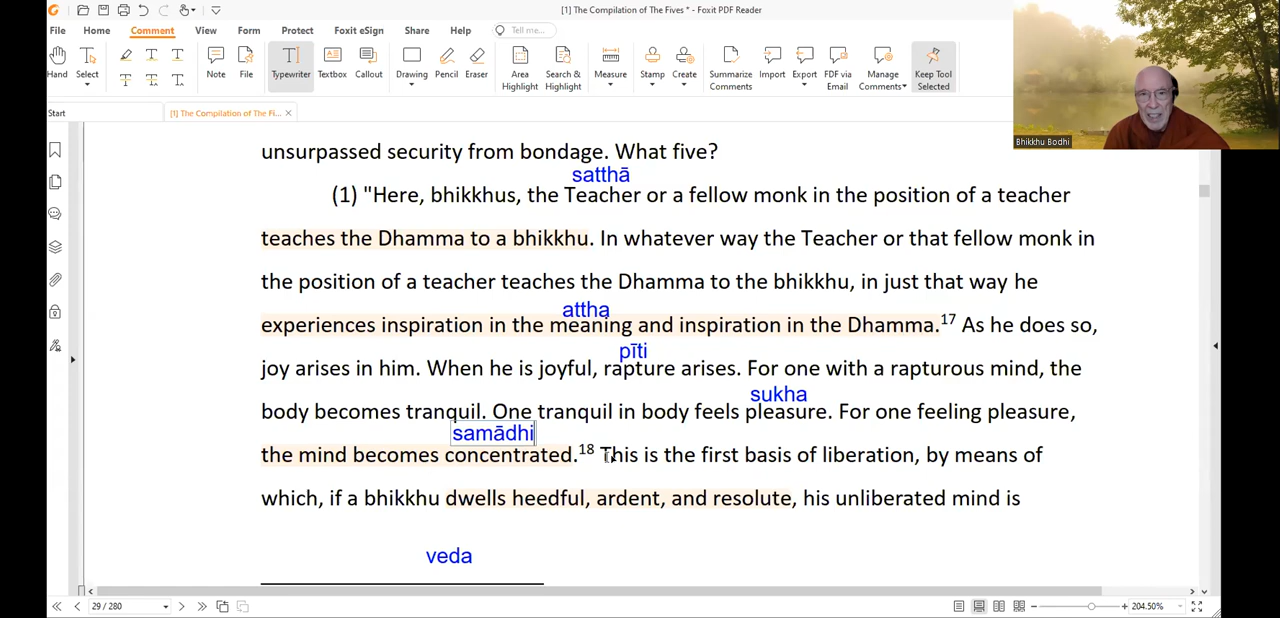 [1] The Compilation of The Fives * - Foxit PDF Reader
File Home Comment View Form Protect Foxit eSign Share Help Tell me...
Hand Select Note File Typewriter Textbox Callout Drawing Pencil Eraser Area Highlight Search & Highlight Measure Stamp Create Summarize Comments Import Export FDF via Email Manage Comments Keep Tool Selected
Bhikkhu Bodhi
Start [1] The Compilation of The Fi...
unsurpassed security from bondage. What five?
satthā
(1) "Here, bhikkhus, the Teacher or a fellow monk in the position of a teacher
teaches the Dhamma to a bhikkhu. In whatever way the Teacher or that fellow monk in
the position of a teacher teaches the Dhamma to the bhikkhu, in just that way he
attha
experiences inspiration in the meaning and inspiration in the Dhamma.17 As he does so,
pīti
joy arises in him. When he is joyful, rapture arises. For one with a rapturous mind, the
sukha
body becomes tranquil. One tranquil in body feels pleasure. For one feeling pleasure,
samādhi
the mind becomes concentrated.18 This is the first basis of liberation, by means of
which, if a bhikkhu dwells heedful, ardent, and resolute, his unliberated mind is
veda
29 / 280
204.50%